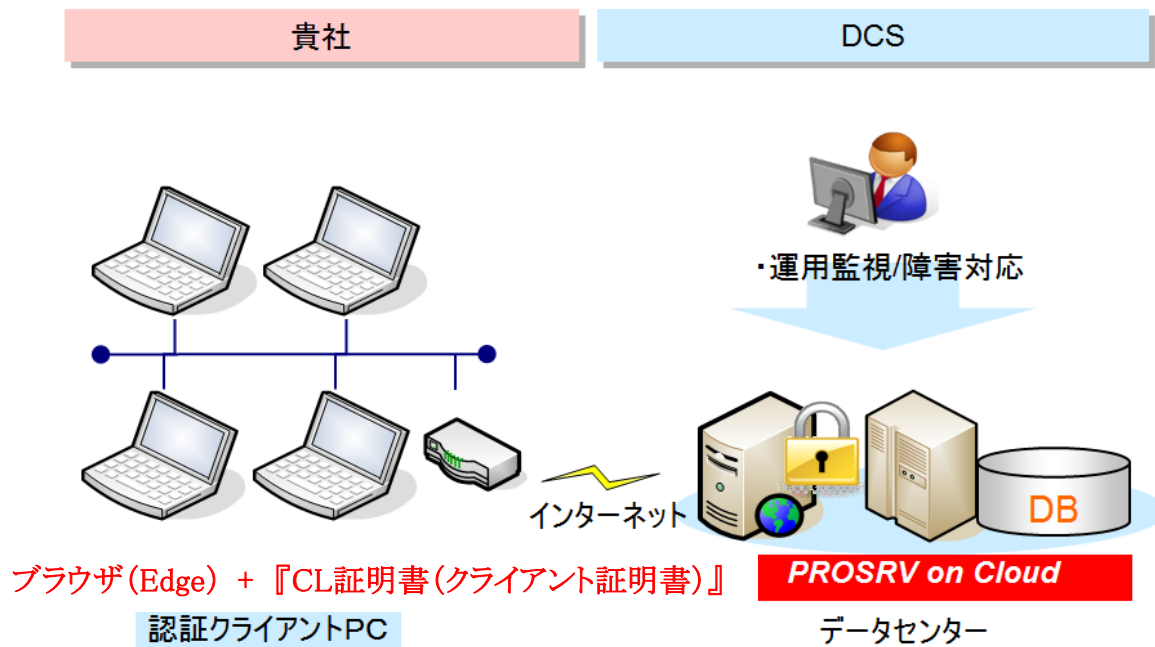 貴社
DCS
・運用監視/障害対応
インターネット
DB
ブラウザ(Edge) + 『CL証明書(クライアント証明書)』
PROSRV on Cloud
認証クライアントPC
データセンター